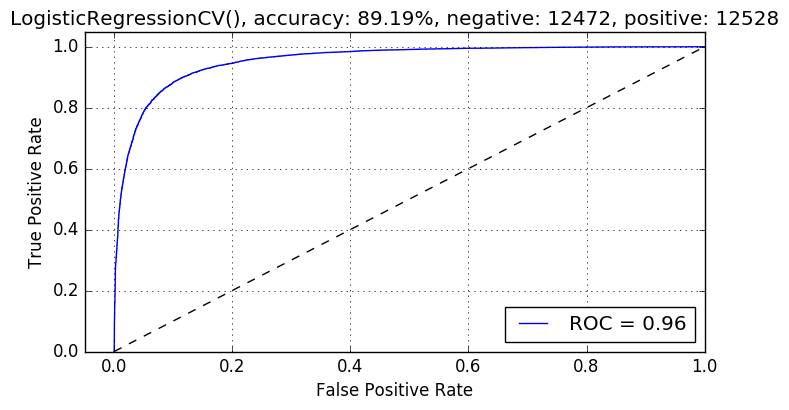 LogisticRegressionCV(), accuracy: 89.19%, negative: 12472, positive: 12528
1.0
0.8
0.6
0.4
0.2
0.0
True Positive Rate
ROC = 0.96
0.0 0.2 0.4 0.6 0.8 1.0
False Positive Rate